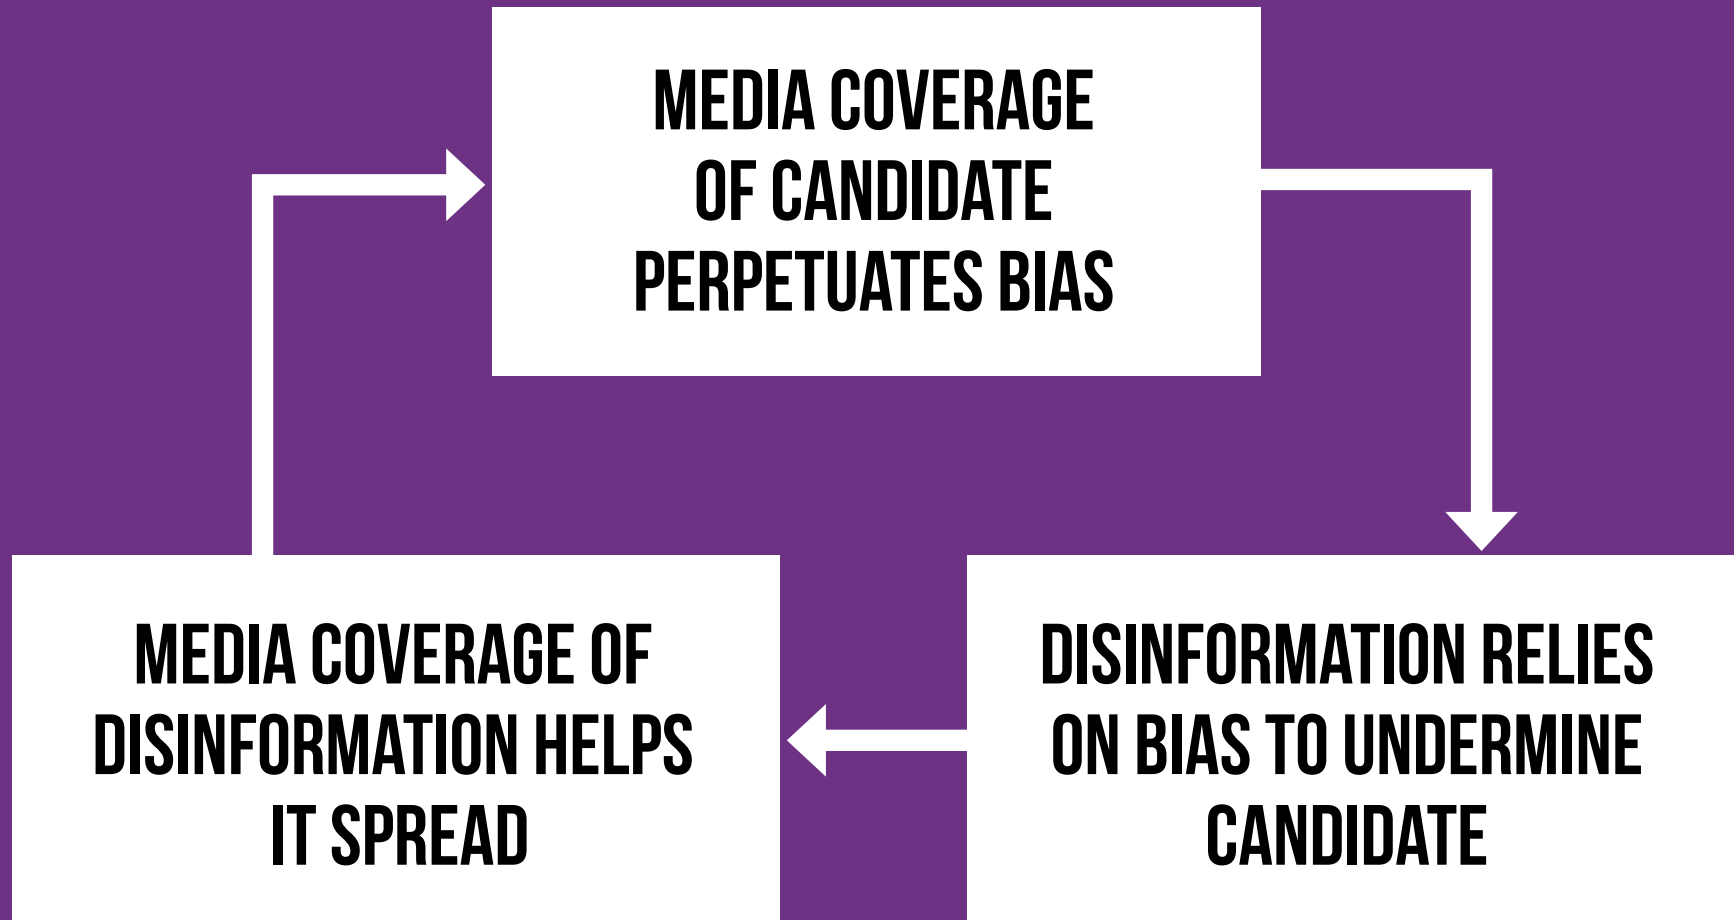 MEDIA COVERAGE
OF CANDIDATE
PERPETUATES BIAS
MEDIA COVERAGE OF
DISINFORMATION HELPS
IT SPREAD
DISINFORMATION RELIES
ON BIAS TO UNDERMINE
CANDIDATE